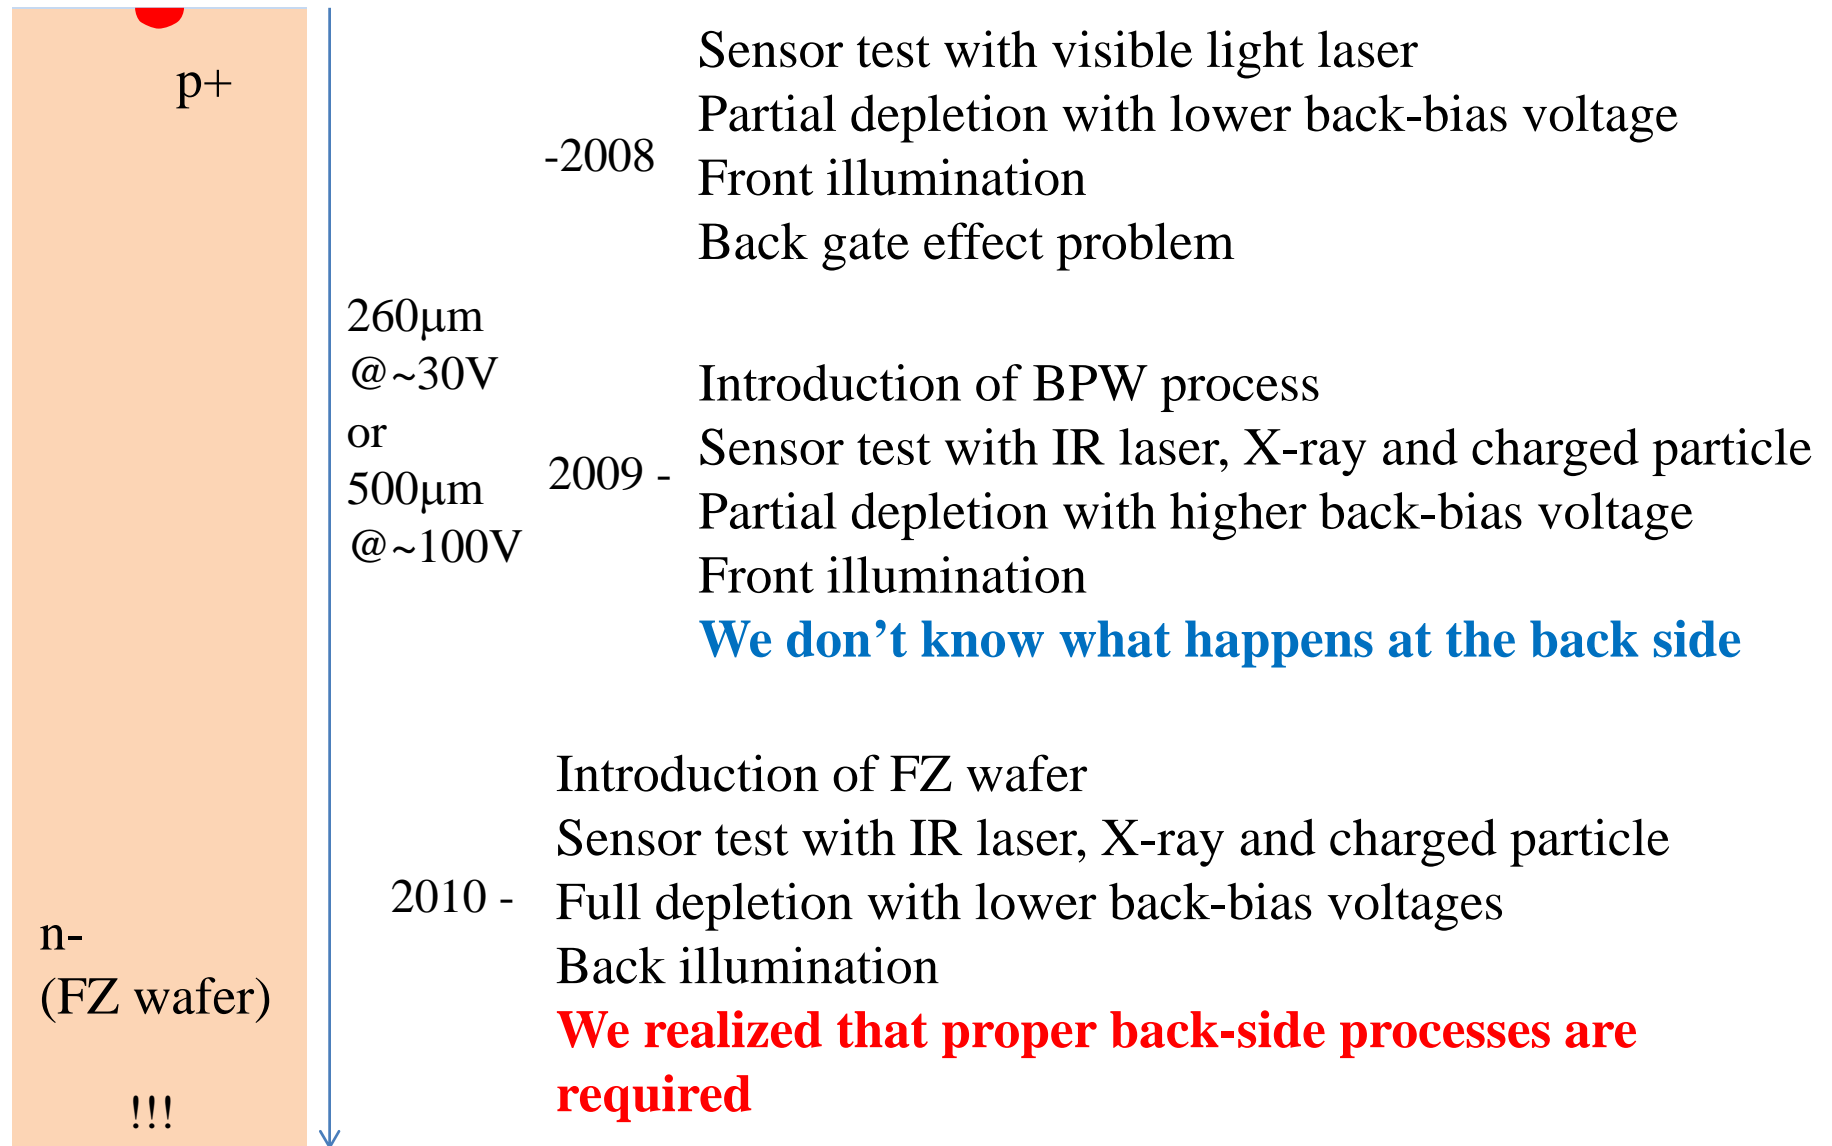 p+
-2008
Sensor test with visible light laser
Partial depletion with lower back-bias voltage
Front illumination
Back gate effect problem
260μm
@~30V
or
500μm
@~100V
2009 -
Introduction of BPW process
Sensor test with IR laser, X-ray and charged particle
Partial depletion with higher back-bias voltage
Front illumination
We don’t know what happens at the back side
2010 -
Introduction of FZ wafer
Sensor test with IR laser, X-ray and charged particle
Full depletion with lower back-bias voltages
Back illumination
We realized that proper back-side processes are
required
n-
(FZ wafer)
!!!